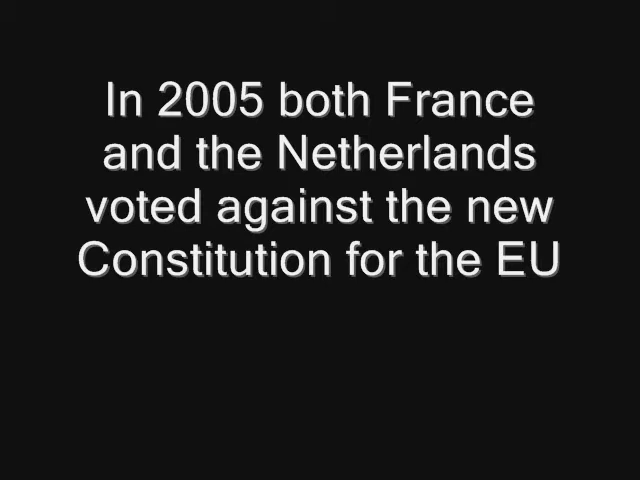 In 2005 both France
and the Netherlands
voted against the new
Constitution for the EU